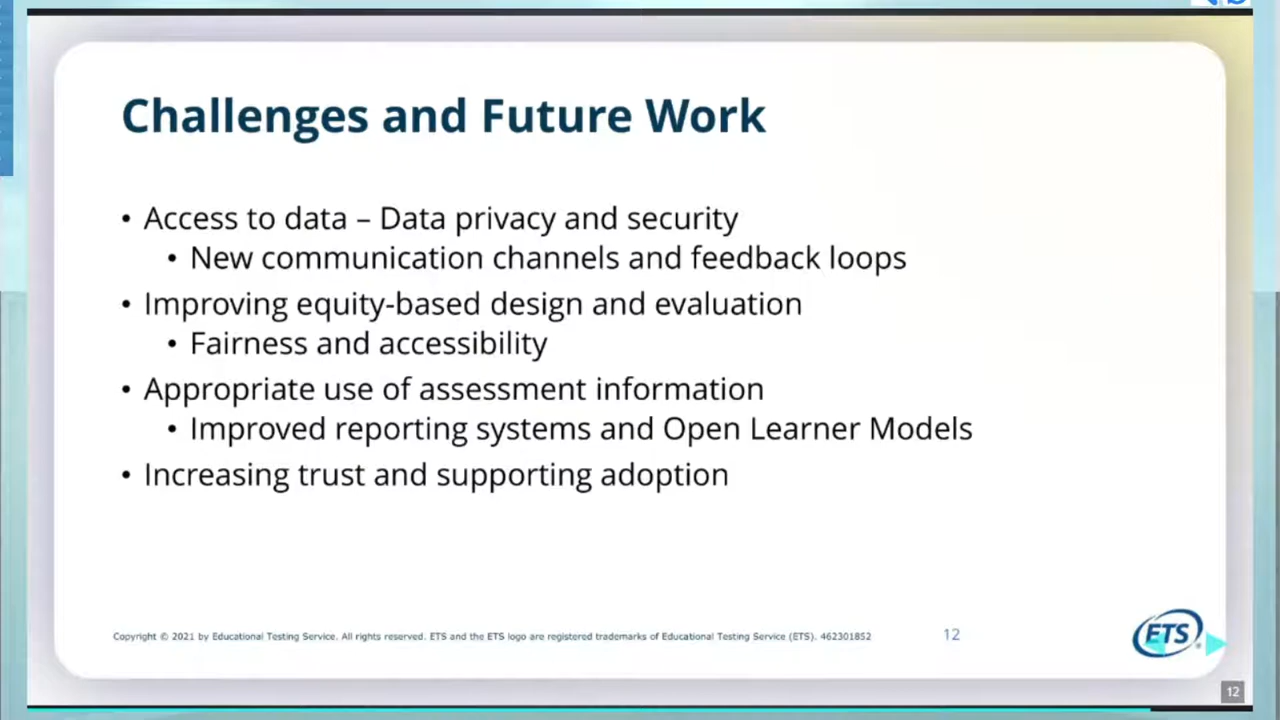 Challenges and Future Work
• Access to data – Data privacy and security
• New communication channels and feedback loops
• Improving equity-based design and evaluation
• Fairness and accessibility
• Appropriate use of assessment information
• Improved reporting systems and Open Learner Models
• Increasing trust and supporting adoption
Copyright © 2021 by Educational Testing Service. All rights reserved. ETS and the ETS logo are registered trademarks of Educational Testing Service (ETS). 462301852
12
ETS
12